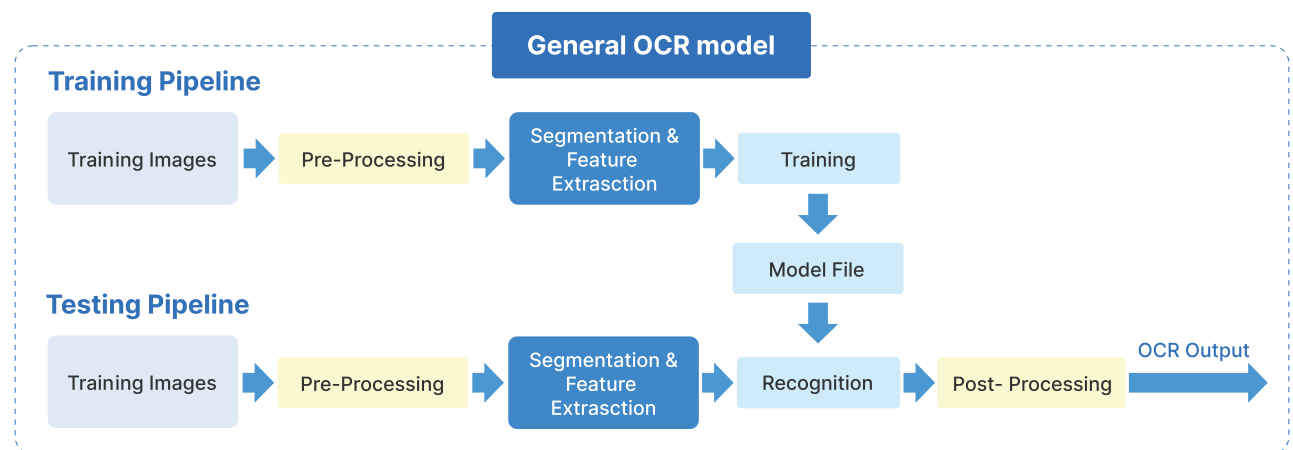 General OCR model
Training Pipeline
Training Images
Pre-Processing
Segmentation &
Feature
Extrasction
Training
Model File
Testing Pipeline
Training Images
Pre-Processing
Segmentation &
Feature
Extrasction
Recognition
Post- Processing
OCR Output